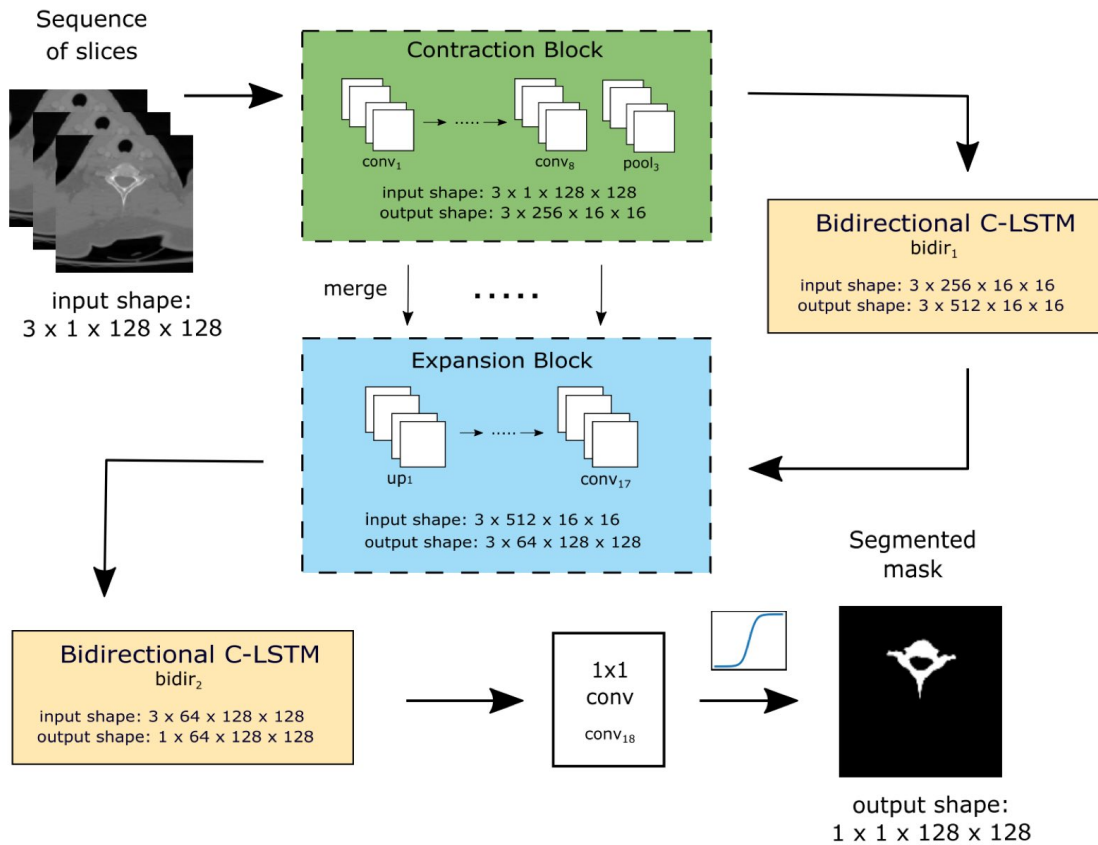 Sequence
of slices
input shape:
3 x 1 x 128 x 128
Contraction Block
conv₁
.....
conv₈
pool₃
input shape: 3 x 1 x 128 x 128
output shape: 3 x 256 x 16 x 16
Bidirectional C-LSTM
bidir₁
input shape: 3 x 256 x 16 x 16
output shape: 3 x 512 x 16 x 16
merge
.....
Expansion Block
up₁
.....
conv₁₇
input shape: 3 x 512 x 16 x 16
output shape: 3 x 64 x 128 x 128
Bidirectional C-LSTM
bidir₂
input shape: 3 x 64 x 128 x 128
output shape: 1 x 64 x 128 x 128
1x1
conv
conv₁₈
Segmented
mask
output shape:
1 x 1 x 128 x 128